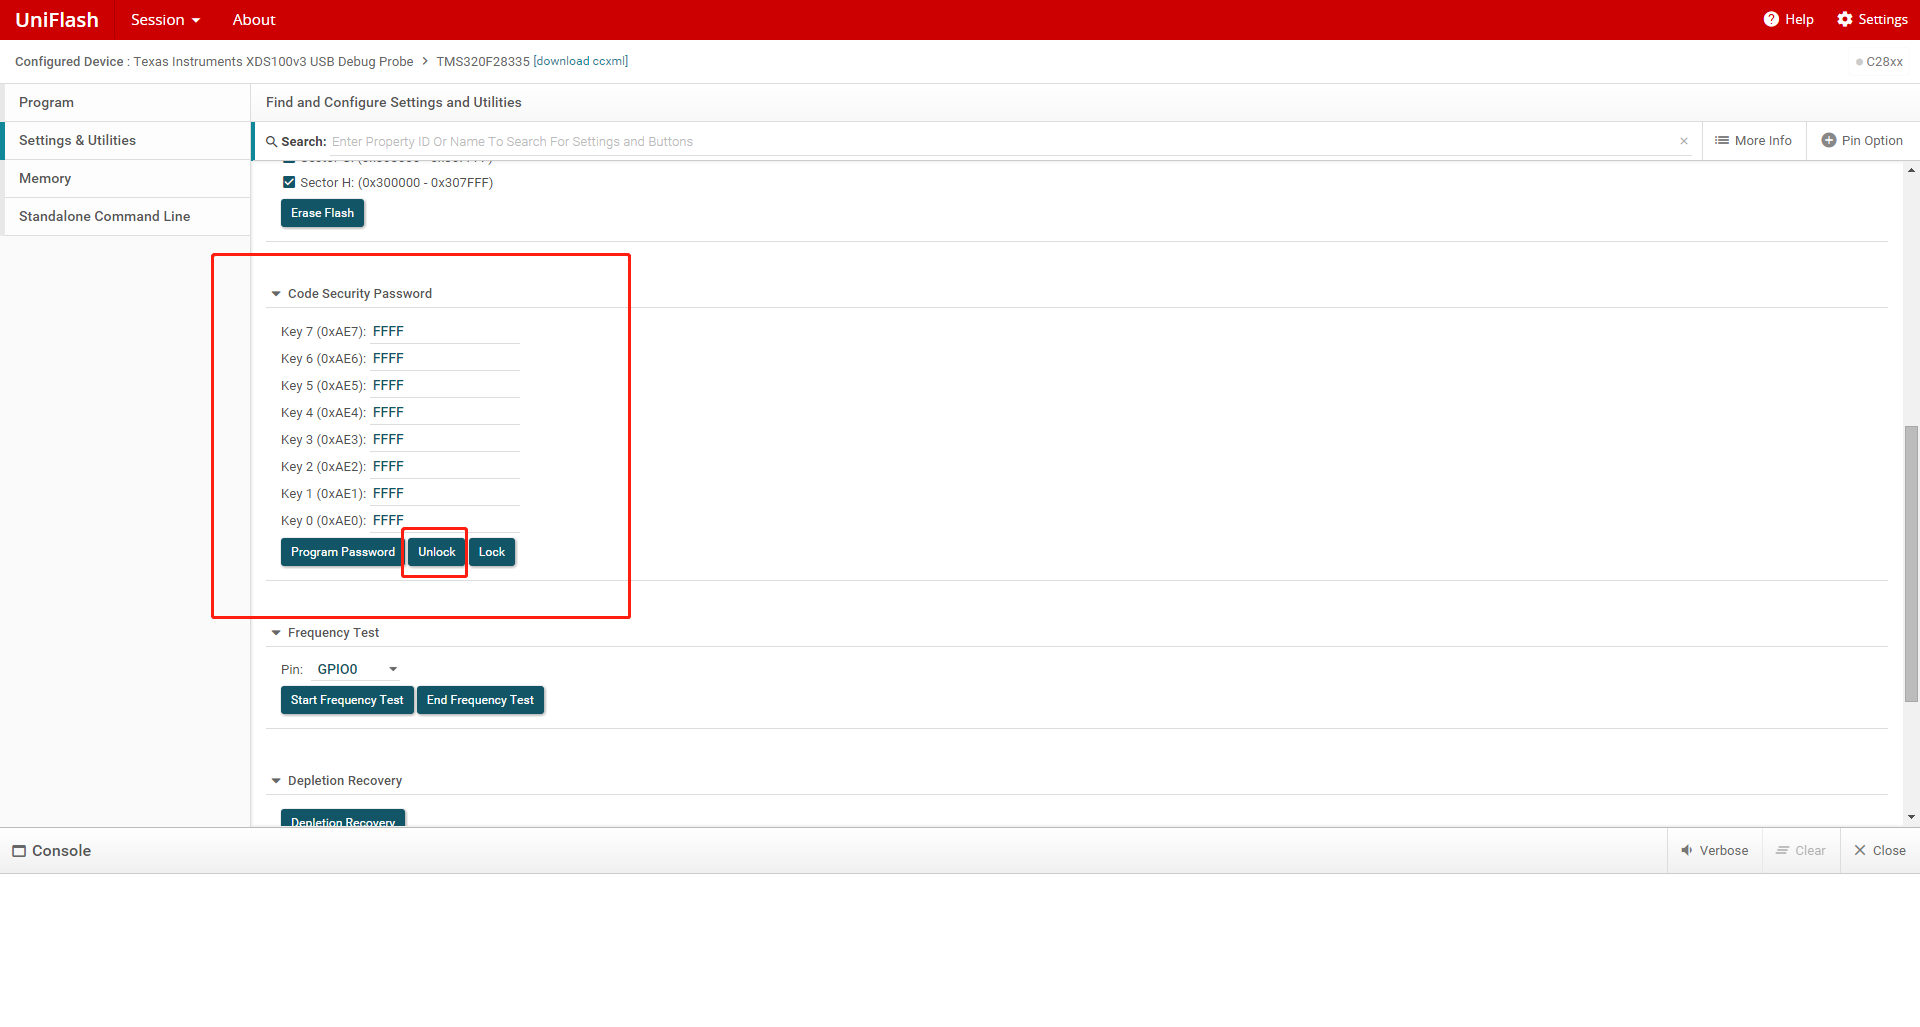 UniFlash Session About Help Settings
Configured Device : Texas Instruments XDS100v3 USB Debug Probe > TMS320F28335 [download ccxml] C28xx
Program
Settings & Utilities
Memory
Standalone Command Line
Find and Configure Settings and Utilities
Search: Enter Property ID Or Name To Search For Settings and Buttons × More Info Pin Option
Sector H: (0x300000 - 0x307FFF)
Erase Flash
Code Security Password
Key 7 (0xAE7): FFFF
Key 6 (0xAE6): FFFF
Key 5 (0xAE5): FFFF
Key 4 (0xAE4): FFFF
Key 3 (0xAE3): FFFF
Key 2 (0xAE2): FFFF
Key 1 (0xAE1): FFFF
Key 0 (0xAE0): FFFF
Program Password Unlock Lock
Frequency Test
Pin: GPIO0
Start Frequency Test End Frequency Test
Depletion Recovery
Depletion Recovery
Console Verbose Clear Close